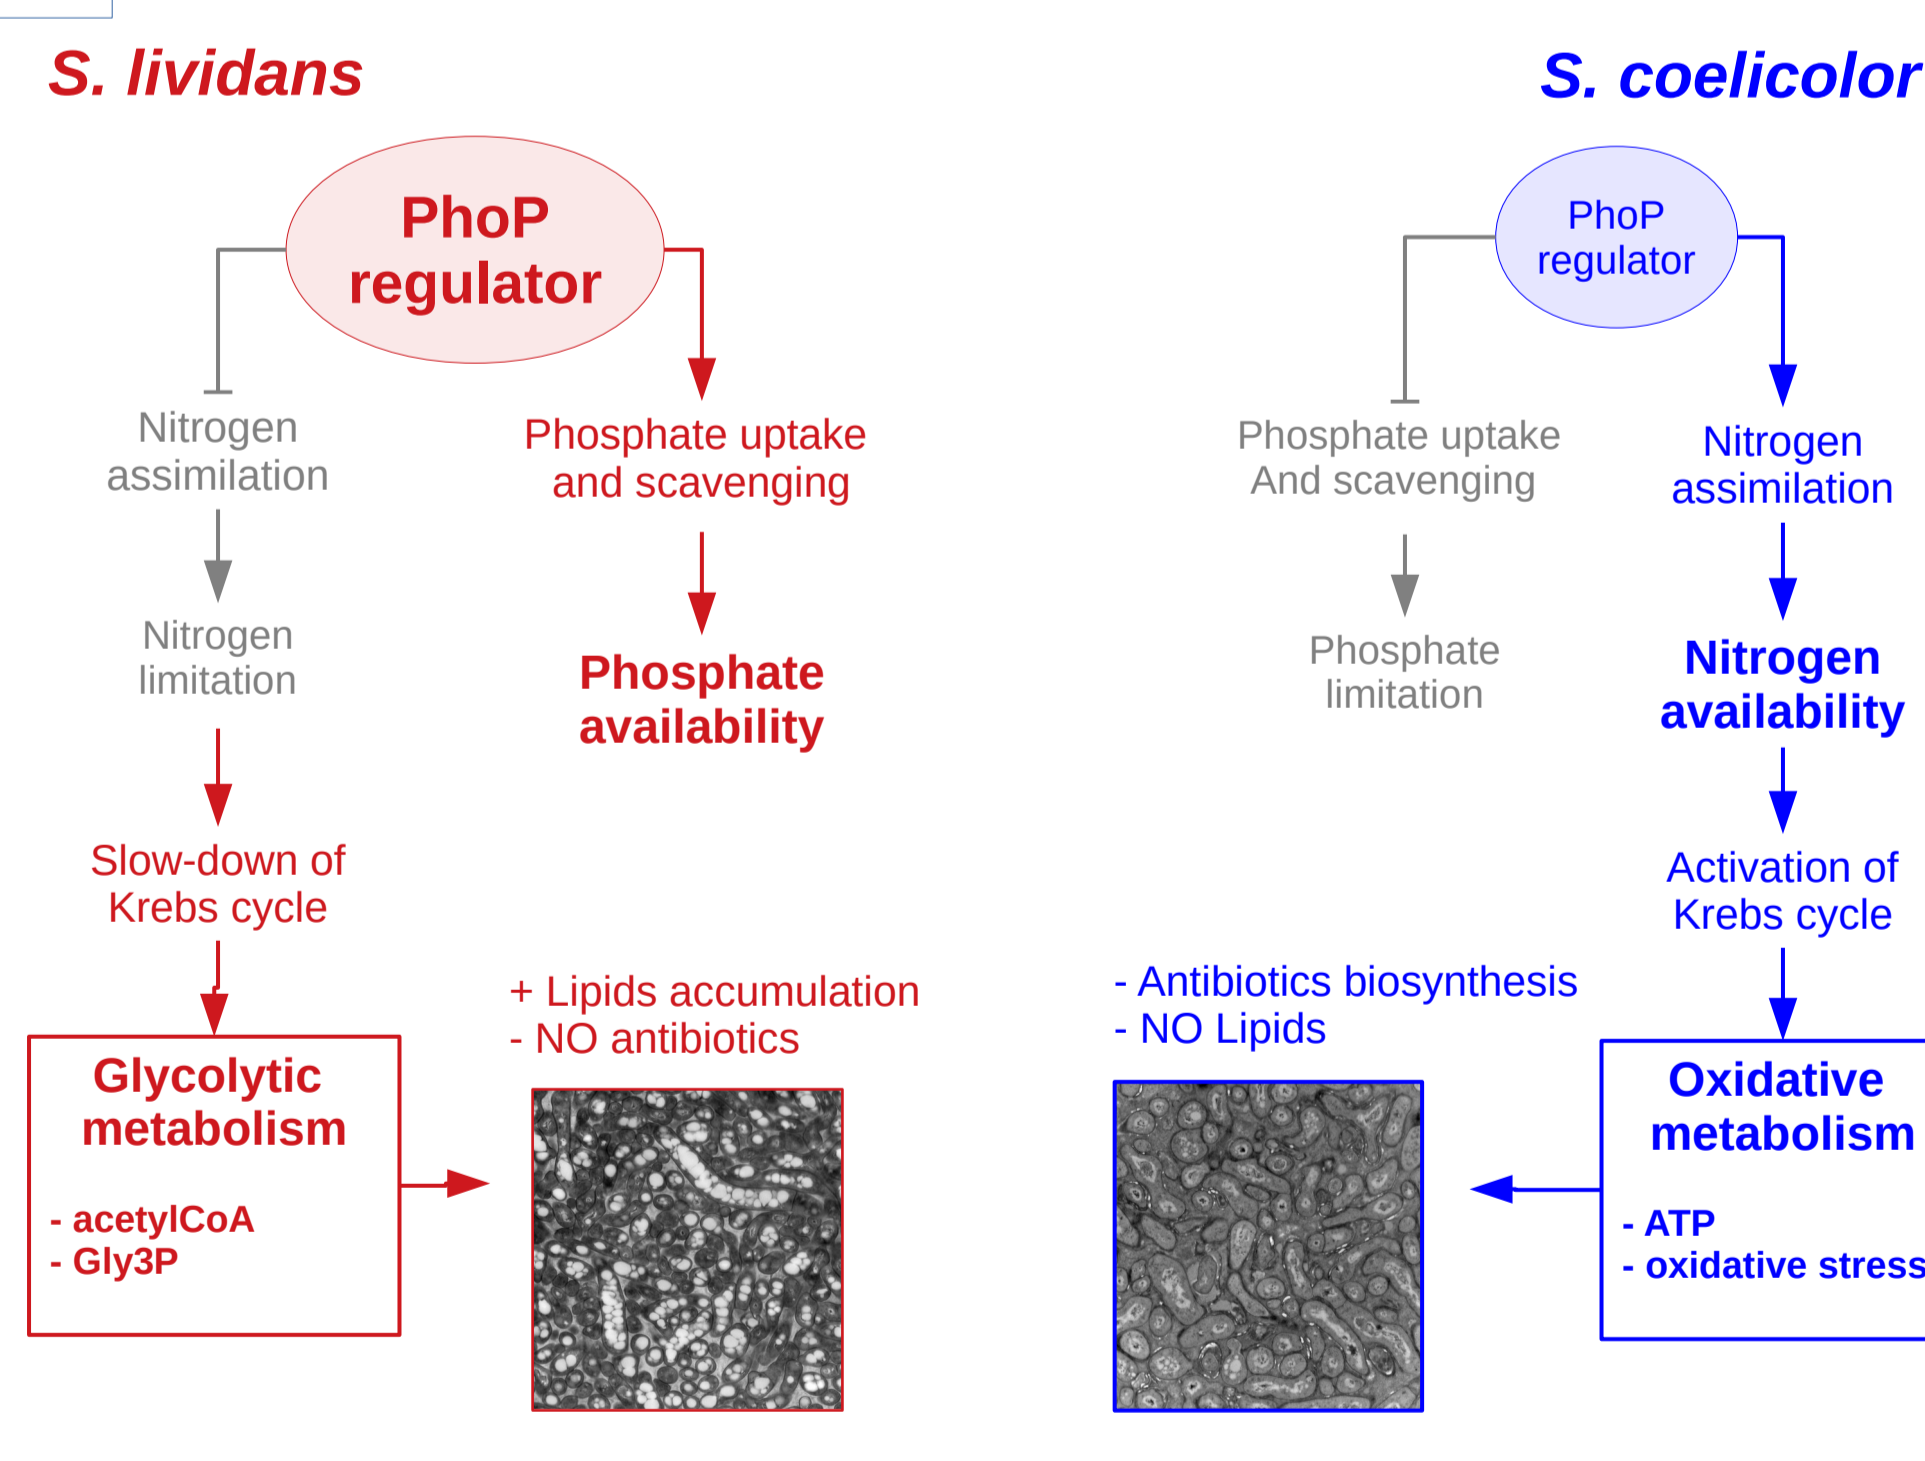 S. lividans
PhoP
regulator
Nitrogen
assimilation
Phosphate uptake
and scavenging
Nitrogen
limitation
Phosphate
availability
Slow-down of
Krebs cycle
Glycolytic
metabolism
- acetylCoA
- Gly3P
+ Lipids accumulation
- NO antibiotics
S. coelicolor
PhoP
regulator
Phosphate uptake
And scavenging
Nitrogen
assimilation
Phosphate
limitation
Nitrogen
availability
Activation of
Krebs cycle
- Antibiotics biosynthesis
- NO Lipids
Oxidative
metabolism
- ATP
- oxidative stress